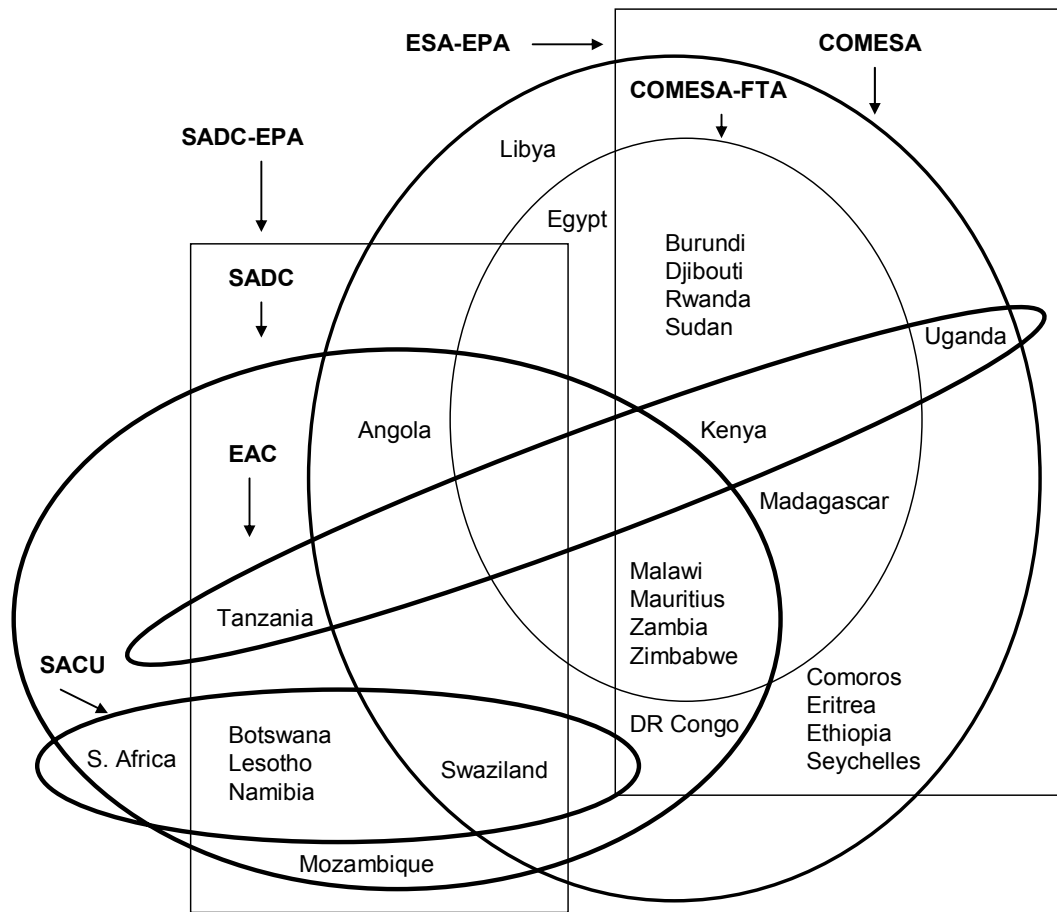 ESA-EPA
COMESA
COMESA-FTA
SADC-EPA
Libya
Egypt
Burundi
Djibouti
Rwanda
Sudan
SADC
Uganda
Angola
Kenya
EAC
Madagascar
Malawi
Mauritius
Zambia
Zimbabwe
Tanzania
SACU
Comoros
Eritrea
Ethiopia
Seychelles
DR Congo
S. Africa
Botswana
Lesotho
Namibia
Swaziland
Mozambique